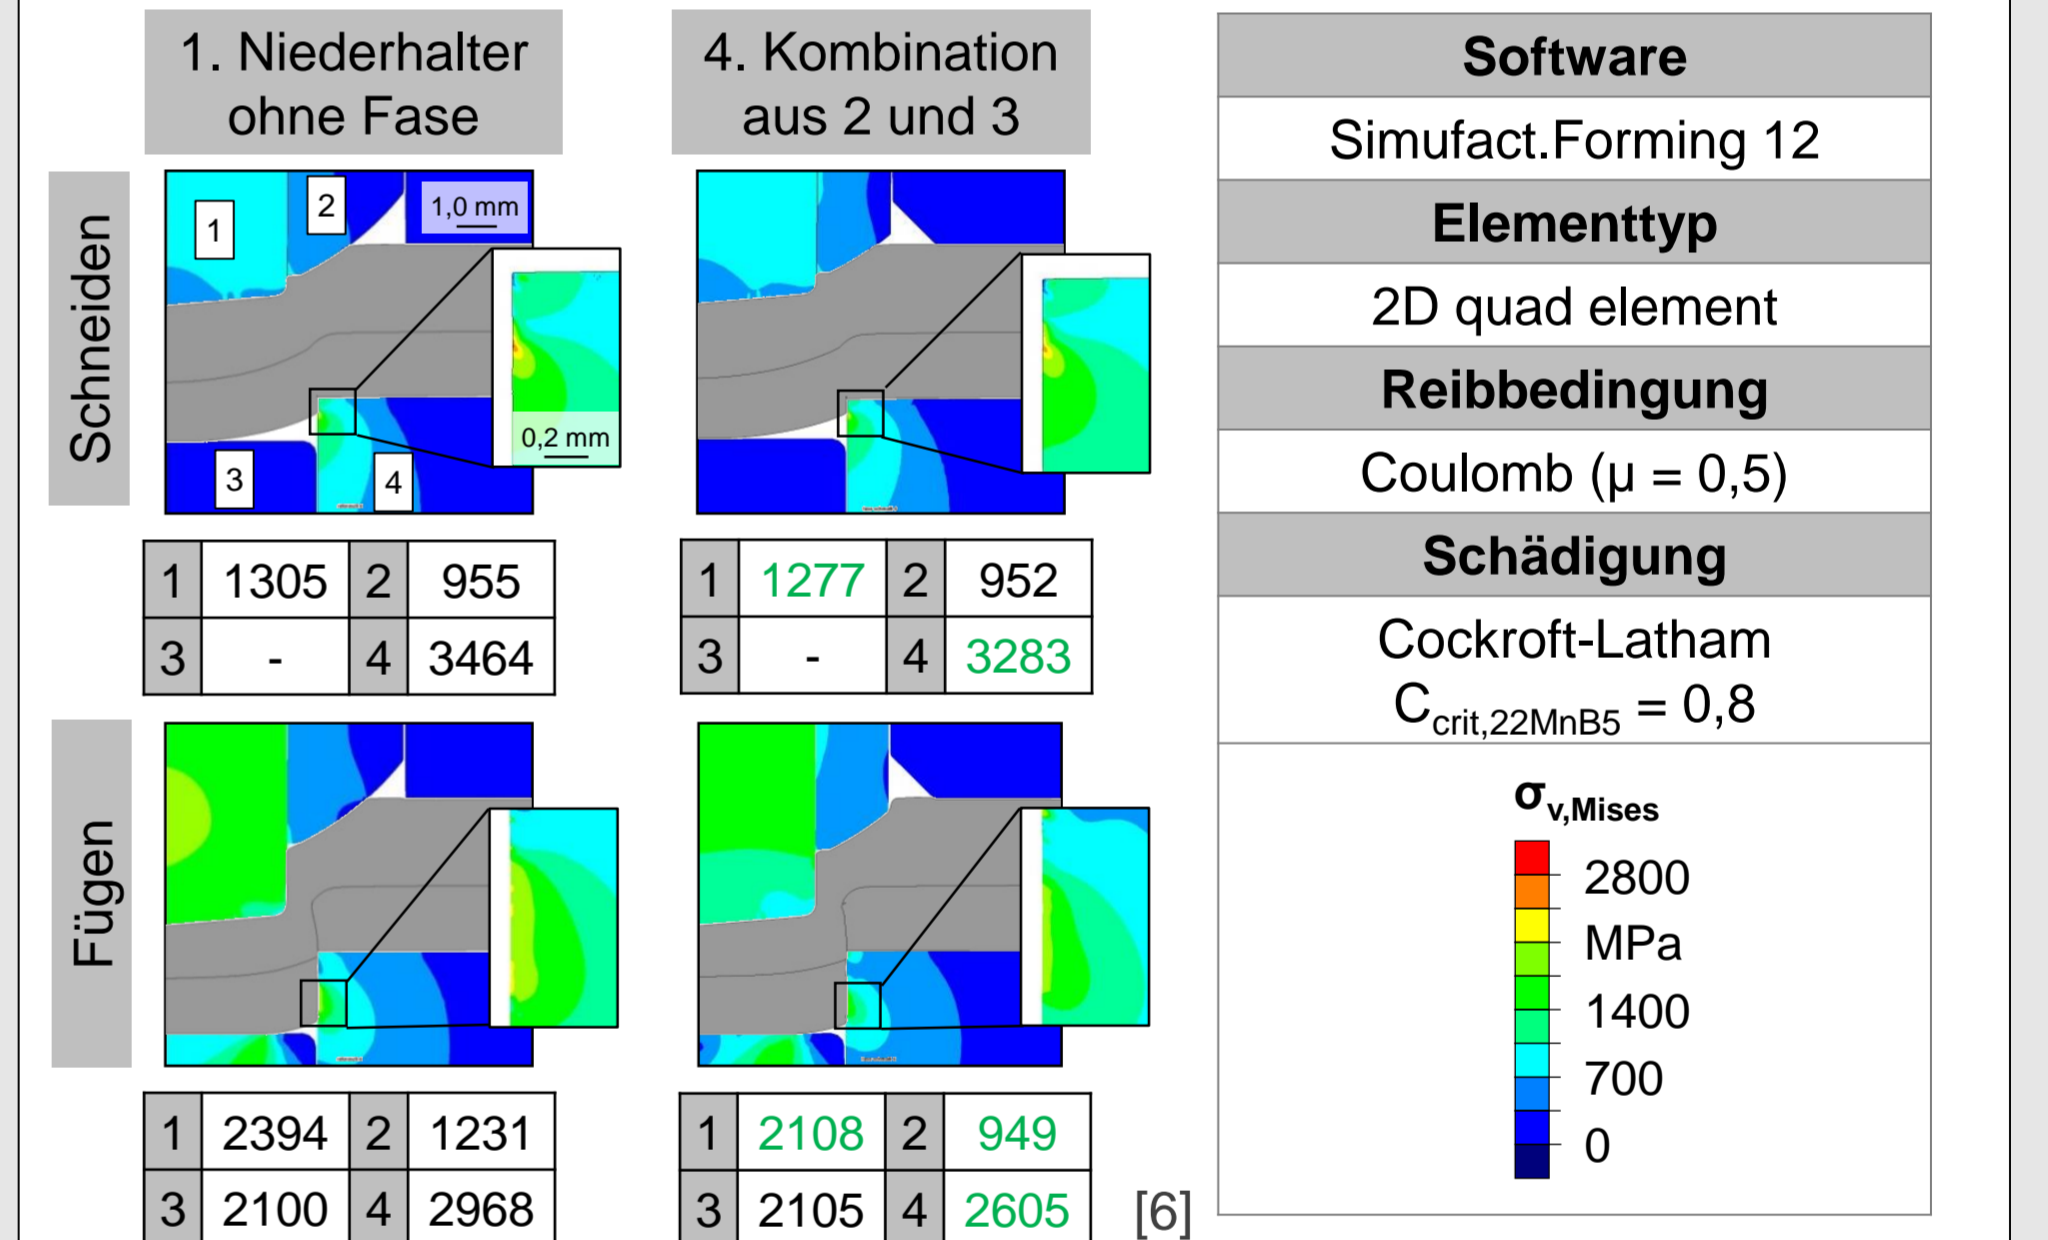 1. Niederhalter
ohne Fase
4. Kombination
aus 2 und 3
Schneiden
1
2
1,0 mm
3
4
0,2 mm
1 1305 2 955
3 - 4 3464
1 1277 2 952
3 - 4 3283
Fügen
1 2394 2 1231
3 2100 4 2968
1 2108 2 949
3 2105 4 2605
[6]
Software
Simufact.Forming 12
Elementtyp
2D quad element
Reibbedingung
Coulomb (μ = 0,5)
Schädigung
Cockroft-Latham
Ccrit,22MnB5 = 0,8
σv,Mises
2800
MPa
1400
700
0